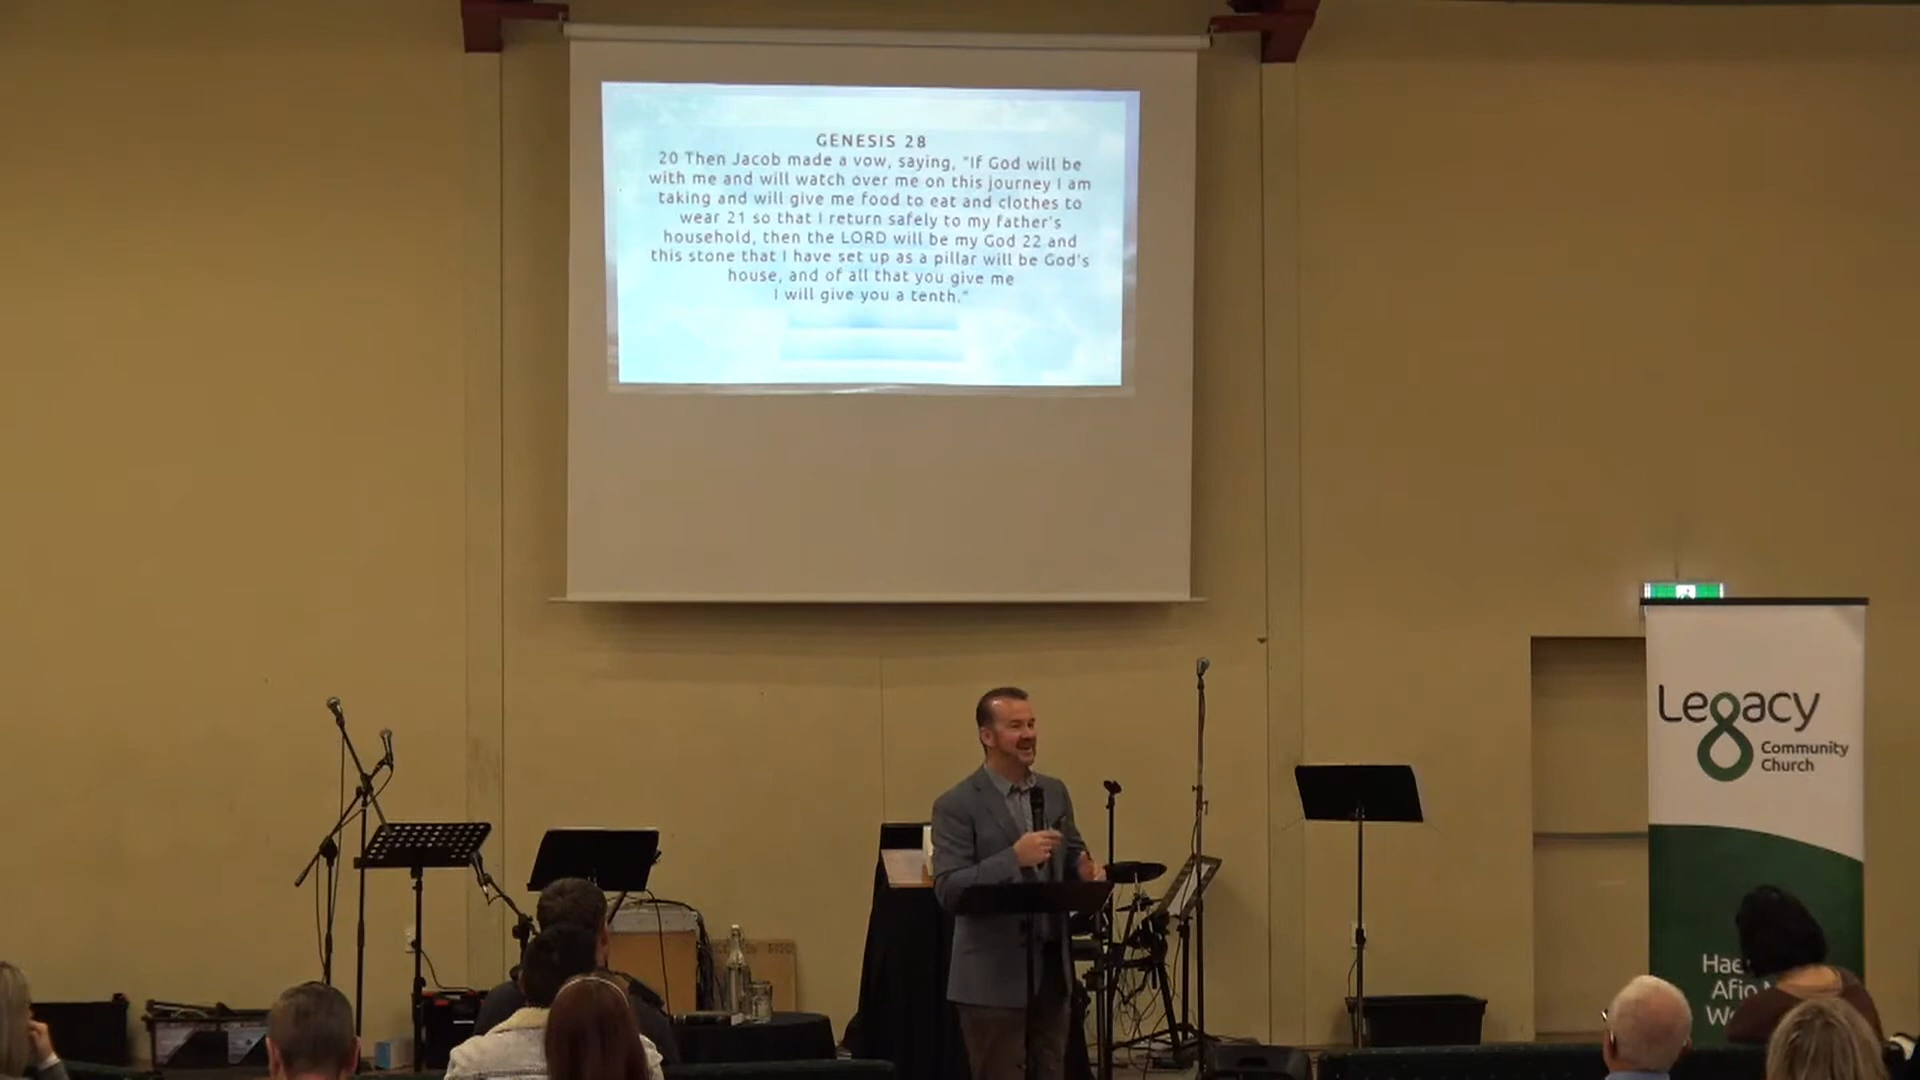 GENESIS 28
20 Then Jacob made a vow, saying, "If God will be
with me and will watch over me on this journey I am
taking and will give me food to eat and clothes to
wear 21 so that I return safely to my father's
household, then the LORD will be my God 22 and
this stone that I have set up as a pillar will be God's
house, and of all that you give me
I will give you a tenth."
Legacy
Community
Church